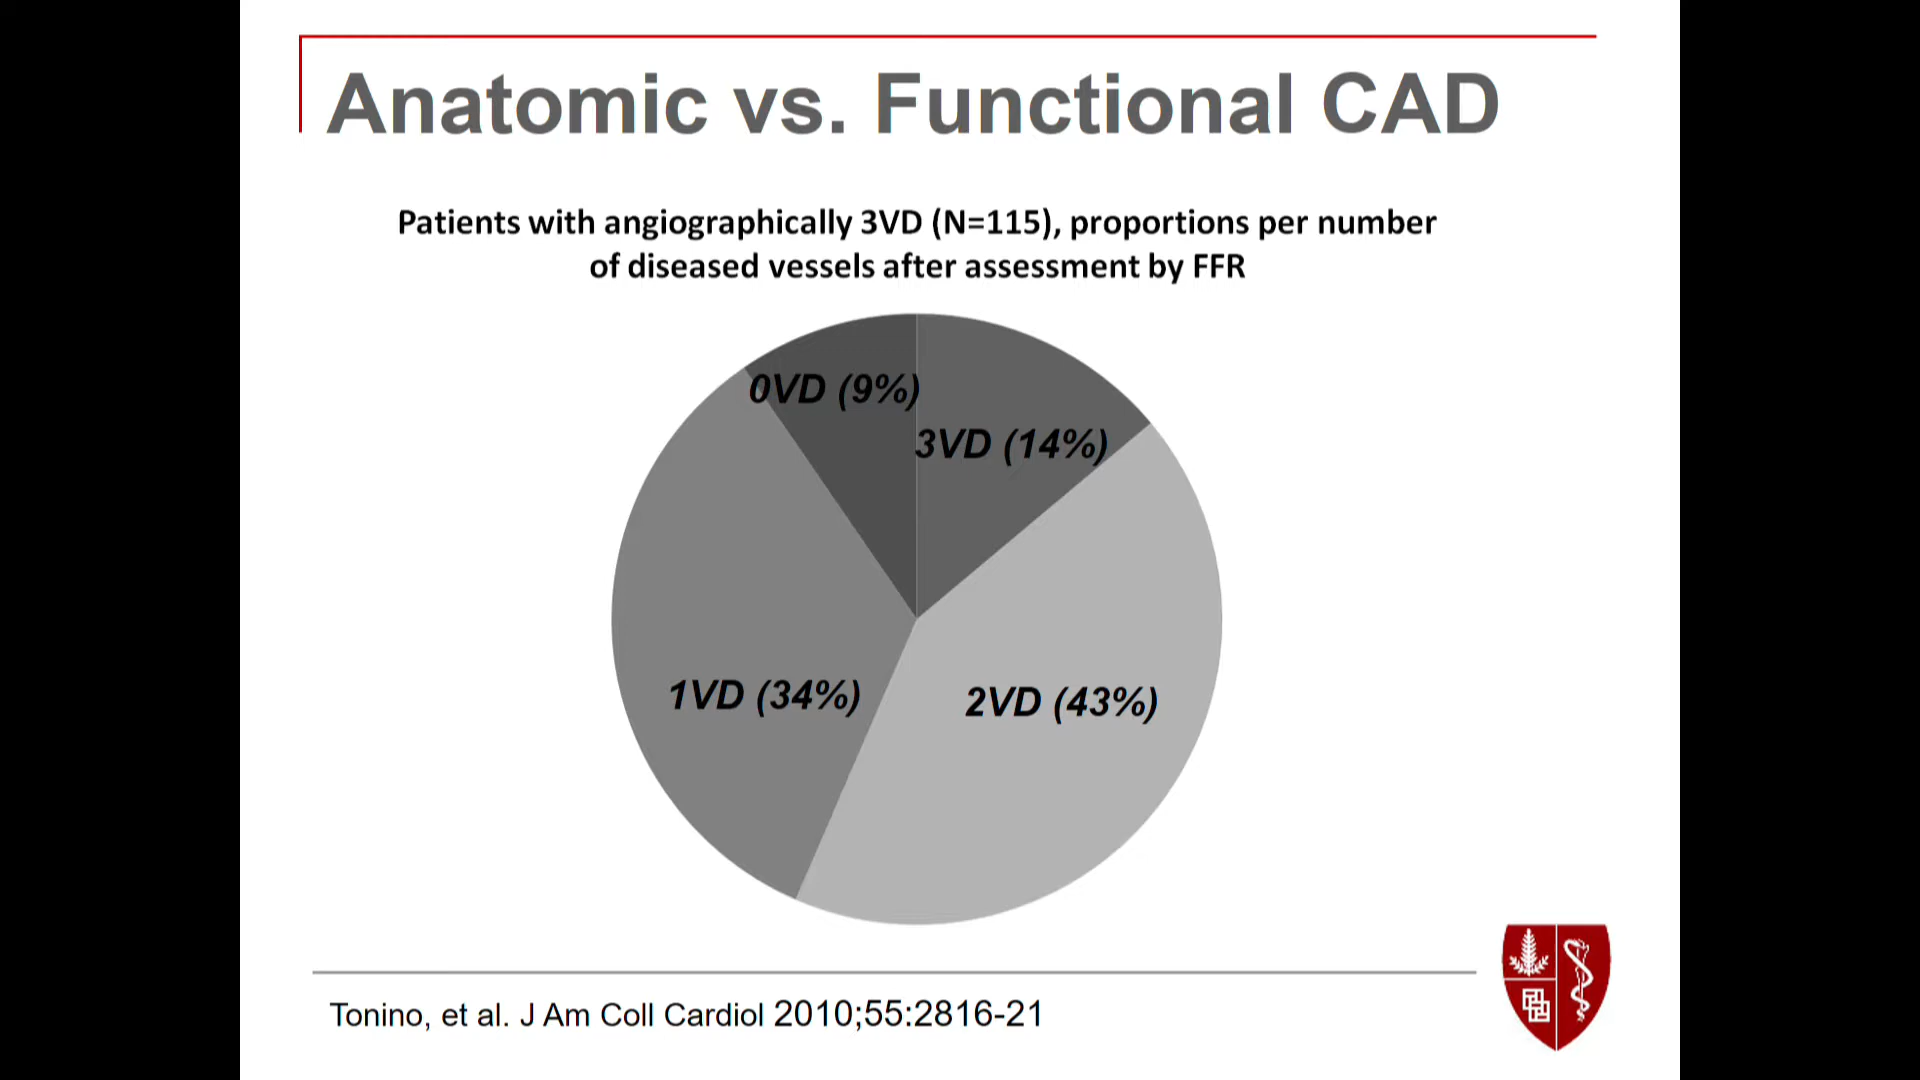 Anatomic vs. Functional CAD
Patients with angiographically 3VD (N=115), proportions per number
of diseased vessels after assessment by FFR
0VD (9%)
3VD (14%)
1VD (34%)
2VD (43%)
Tonino, et al. J Am Coll Cardiol 2010;55:2816-21